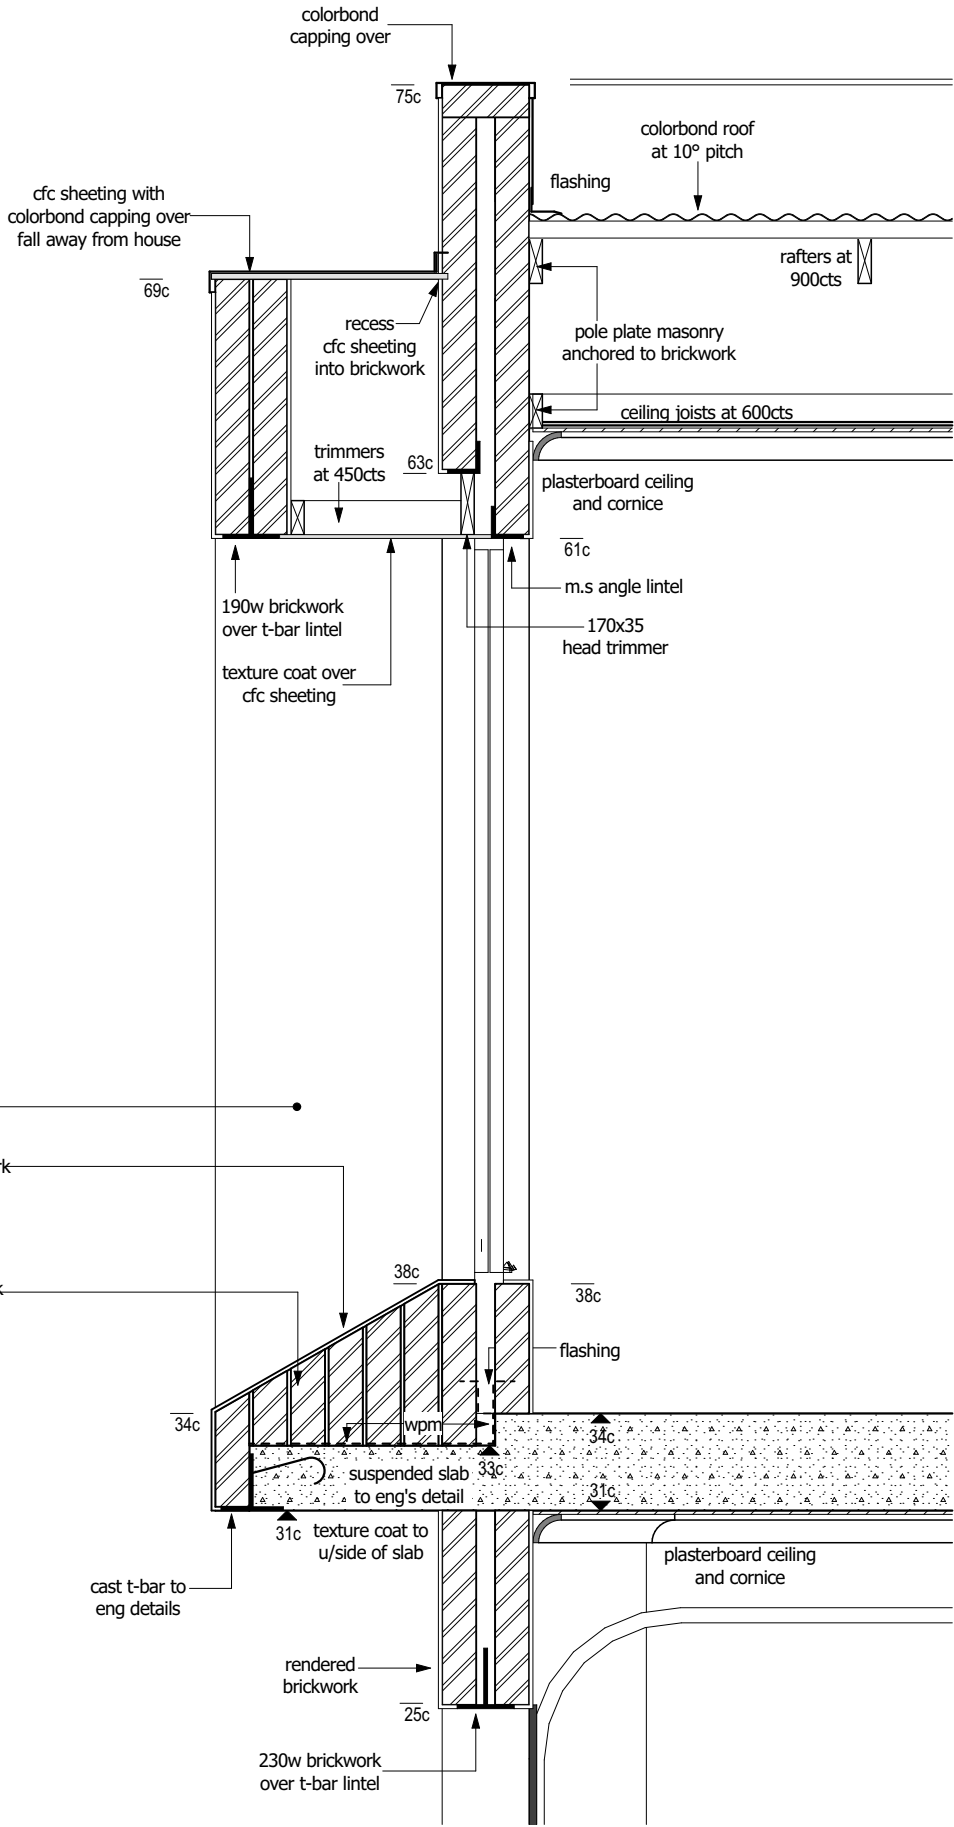 colorbond
capping over
75c
colorbond roof
at 10° pitch
flashing
cfc sheeting with
colorbond capping over
fall away from house
69c
rafters at
900cts
recess
cfc sheeting
into brickwork
pole plate masonry
anchored to brickwork
ceiling joists at 600cts
trimmers
at 450cts
63c
plasterboard ceiling
and cornice
61c
m.s angle lintel
190w brickwork
over t-bar lintel
170x35
head trimmer
texture coat over
cfc sheeting
k
38c
38c
flashing
34c
wpm
34c
33c
suspended slab
to eng's detail
31c
31c
texture coat to
u/side of slab
plasterboard ceiling
and cornice
cast t-bar to
eng details
rendered
brickwork
25c
230w brickwork
over t-bar lintel